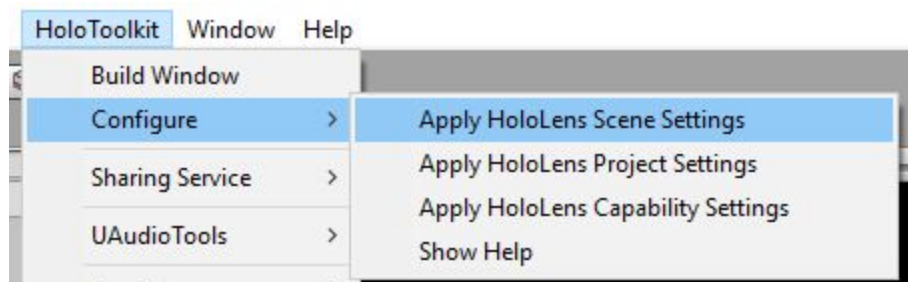 HoloToolkit Window Help
Build Window
Configure
Apply HoloLens Scene Settings
Sharing Service
Apply HoloLens Project Settings
Apply HoloLens Capability Settings
UAudioTools
Show Help